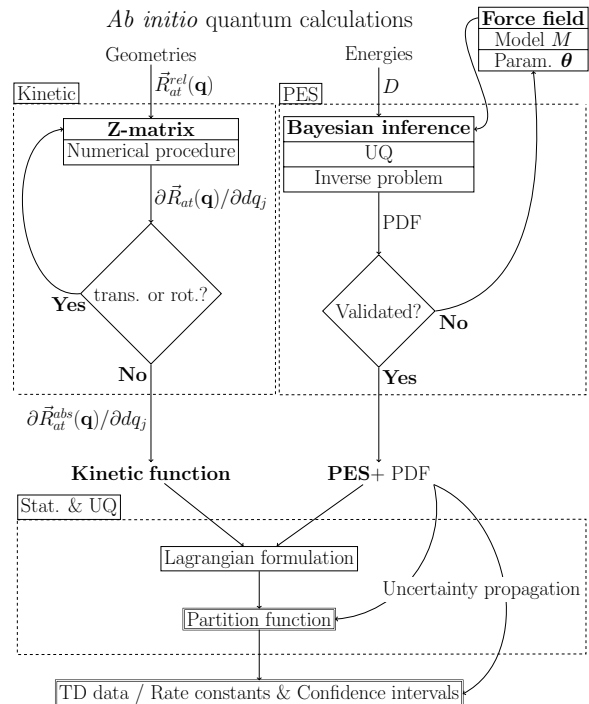 Ab initio quantum calculations
Force field
Model M
Param. θ
Geometries
Energies
R⃗_at^rel(q)
D
Kinetic
PES
Z-matrix
Numerical procedure
Bayesian inference
UQ
Inverse problem
∂R⃗_at(q)/∂dq_j
PDF
trans. or rot.?
Validated?
Yes
No
No
Yes
∂R⃗_at^abs(q)/∂dq_j
Kinetic function
PES+ PDF
Stat. & UQ
Lagrangian formulation
Uncertainty propagation
Partition function
TD data / Rate constants & Confidence intervals